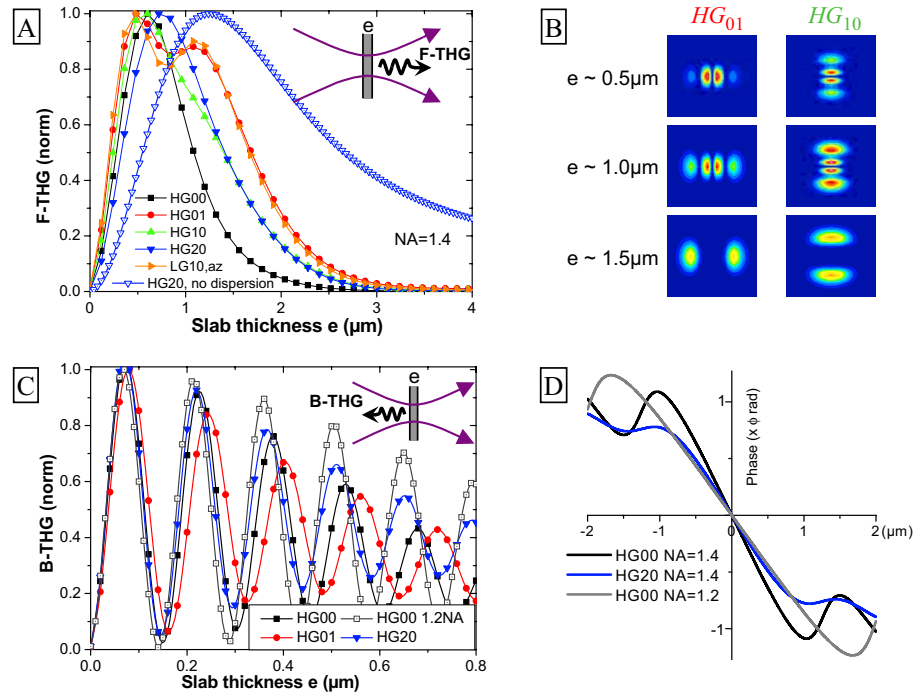 A
F-THG (norm)
1.0
0.8
0.6
0.4
0.2
0.0
e
F-THG
HG00
HG01
HG10
HG20
LG10,az
HG20, no dispersion
NA=1.4
0 1 2 3 4
Slab thickness e (µm)
B
HG01 HG10
e ~ 0.5µm
e ~ 1.0µm
e ~ 1.5µm
C
B-THG (norm)
1.0
0.8
0.6
0.4
0.2
0.0
e
B-THG
HG00 HG00 1.2NA
HG01 HG20
0.0 0.2 0.4 0.6 0.8
Slab thickness e (µm)
D
Phase (x ϕ rad)
1
-2 -1 0 1 2 (µm)
-1
HG00 NA=1.4
HG20 NA=1.4
HG00 NA=1.2